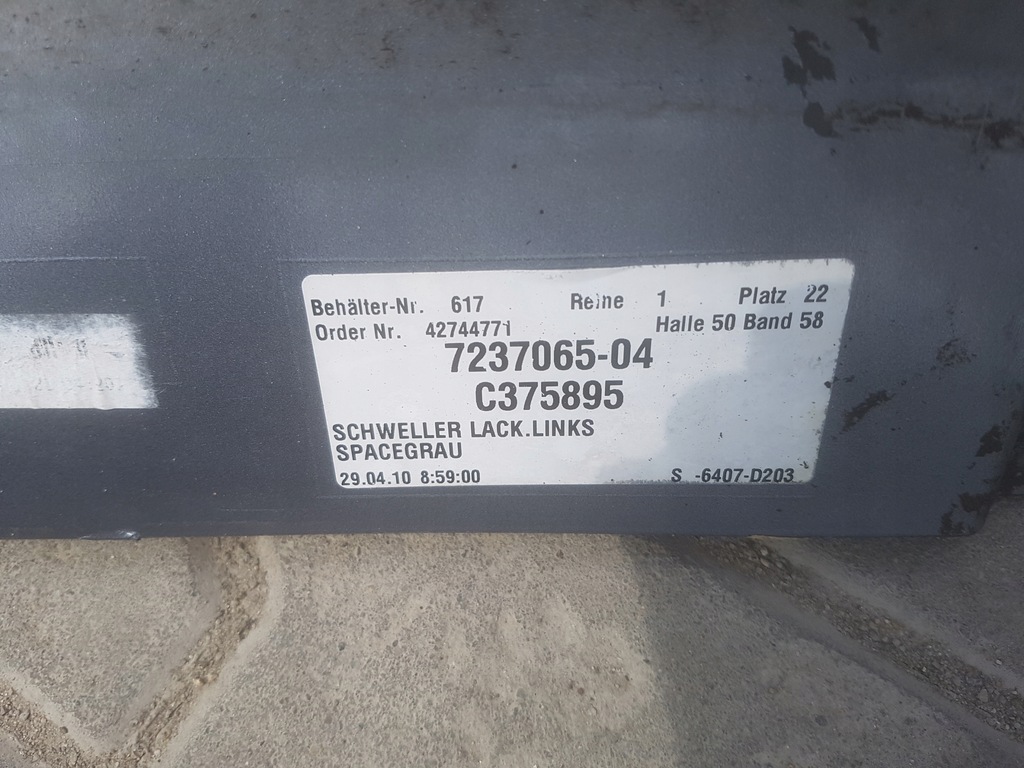 Behälter-Nr. 617 Reihe 1 Platz 22
Order Nr. 42744771 Halle 50 Band 58
7237065-04
C375895
SCHWELLER LACK.LINKS
SPACEGRAU
29.04.10 8:59:00 S -6407-D203